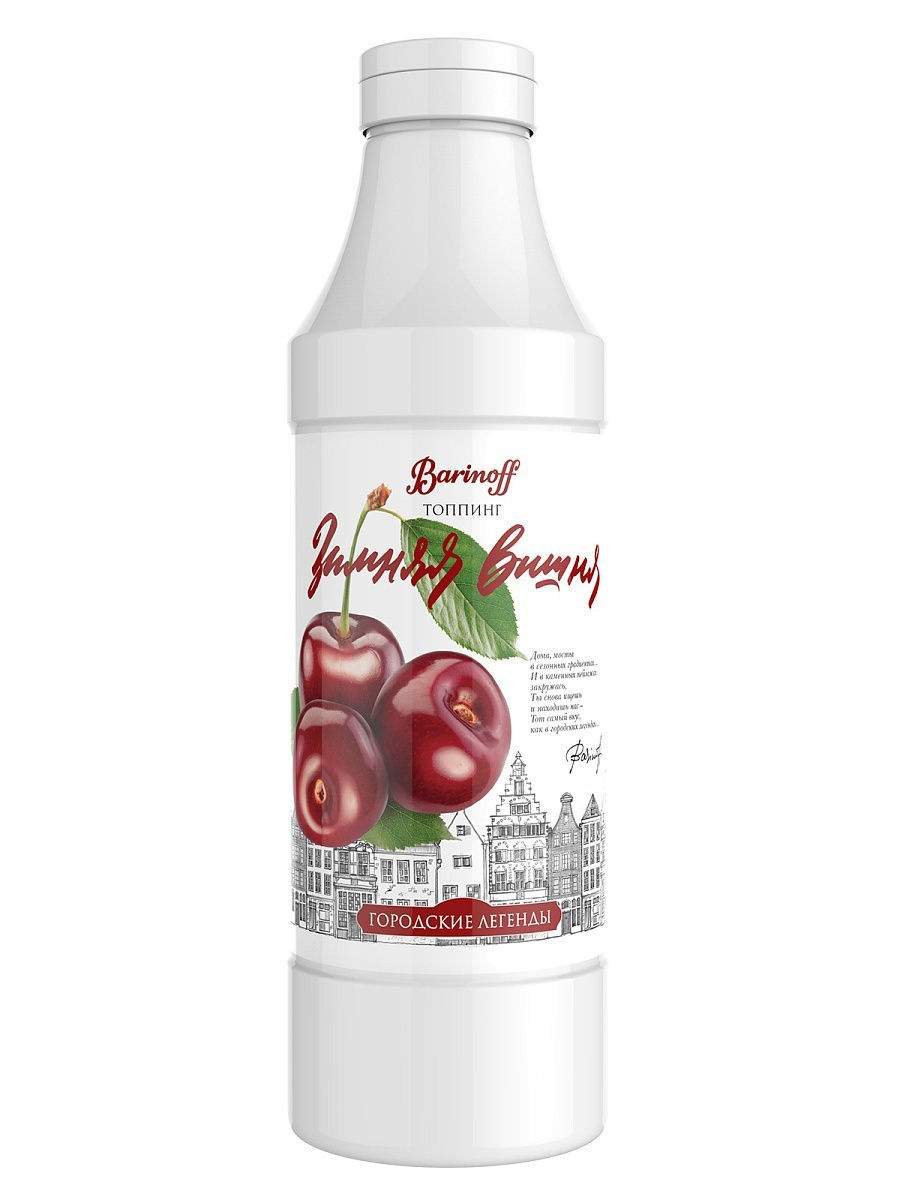 Barinoff
ТОППИНГ
Зимняя вишня
Дома, мосты
в сезонных градиентах...
И в каменных пейзажах
закружась,
Ты снова ищешь
и находишь нас –
Тот самый вкус,
как в городских легендах...
Barinoff
ГОРОДСКИЕ ЛЕГЕНДЫ